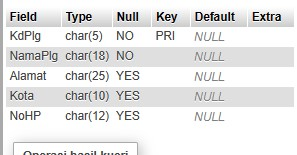 Field Type Null Key Default Extra
KdPlg char(5) NO PRI NULL
NamaPlg char(18) NO NULL
Alamat char(25) YES NULL
Kota char(10) YES NULL
NoHP char(12) YES NULL
Operasi hasil kueri